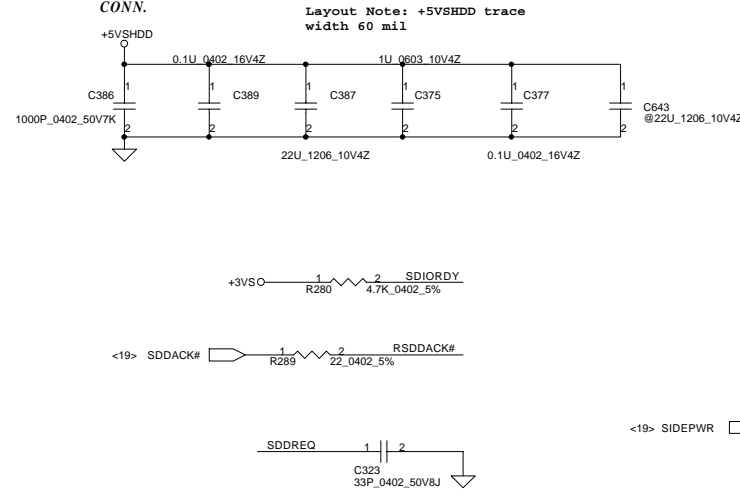 CONN.
Layout Note: +5VSHDD trace
width 60 mil
+5VSHDD
0.1U_0402_16V4Z
1U_0603_10V4Z
1 1 1 1 1 1
C386
C389
C387
C375
C377
C643
1000P_0402_50V7K
@22U_1206_10V4Z
2 2 2 2 2 2
22U_1206_10V4Z
0.1U_0402_16V4Z
+3VS 1 2 SDIORDY
R280 4.7K_0402_5%
<19> SDDACK# 1 2 RSDDACK#
R289 22_0402_5%
<19> SIDEPWR
SDDREQ 1 2
C323
33P_0402_50V8J